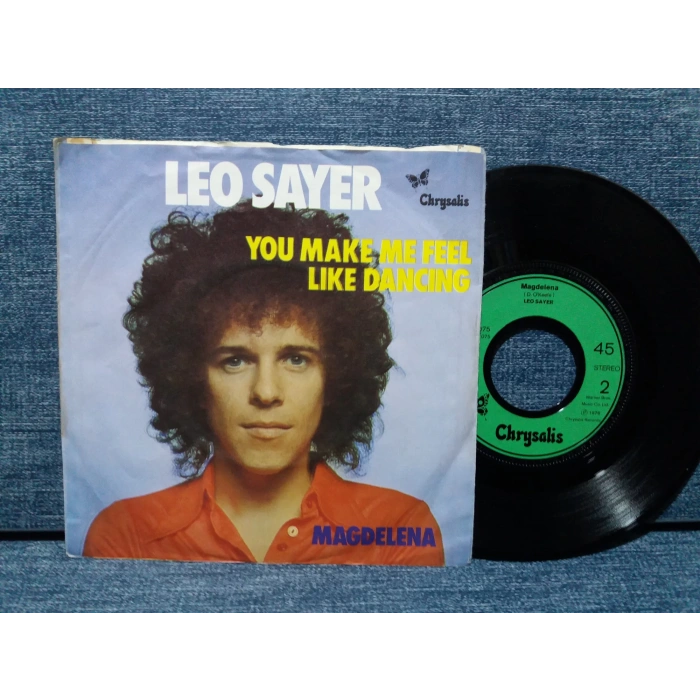 LEO SAYER
Chrysalis
YOU MAKE ME FEEL
LIKE DANCING
MAGDELENA
Magdelena
LEO SAYER
45
STEREO
2
Chrysalis